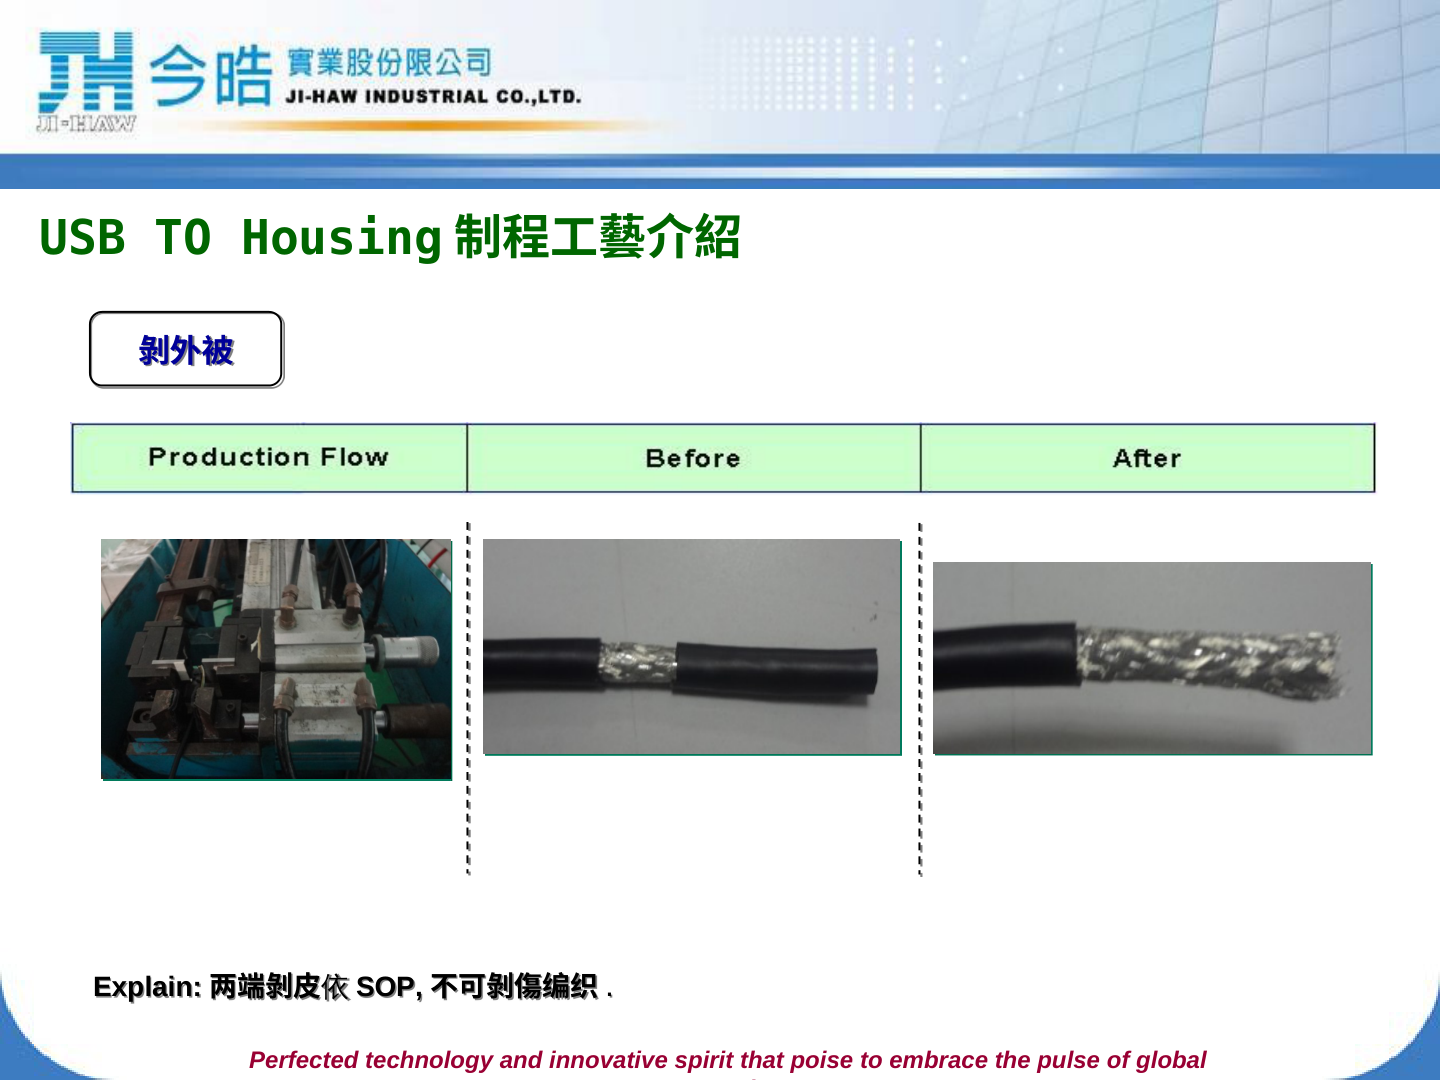 今皓 實業股份限公司
JI-HAW INDUSTRIAL CO.,LTD.
JI-HAW
USB TO Housing 制程工藝介紹
剝外被
Production Flow Before After
Explain: 两端剝皮依 SOP, 不可剝傷编织 .
Perfected technology and innovative spirit that poise to embrace the pulse of global